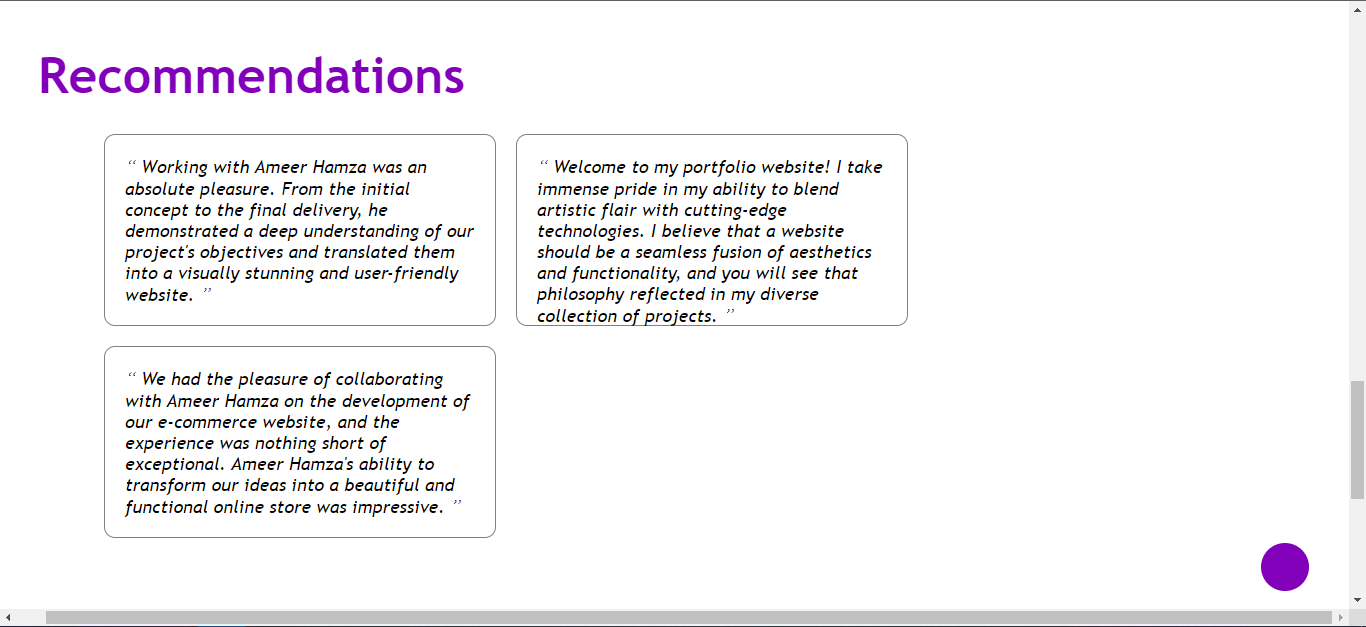 Recommendations
“ Working with Ameer Hamza was an
absolute pleasure. From the initial
concept to the final delivery, he
demonstrated a deep understanding of our
project's objectives and translated them
into a visually stunning and user-friendly
website. ”
“ Welcome to my portfolio website! I take
immense pride in my ability to blend
artistic flair with cutting-edge
technologies. I believe that a website
should be a seamless fusion of aesthetics
and functionality, and you will see that
philosophy reflected in my diverse
collection of projects. ”
“ We had the pleasure of collaborating
with Ameer Hamza on the development of
our e-commerce website, and the
experience was nothing short of
exceptional. Ameer Hamza's ability to
transform our ideas into a beautiful and
functional online store was impressive. ”